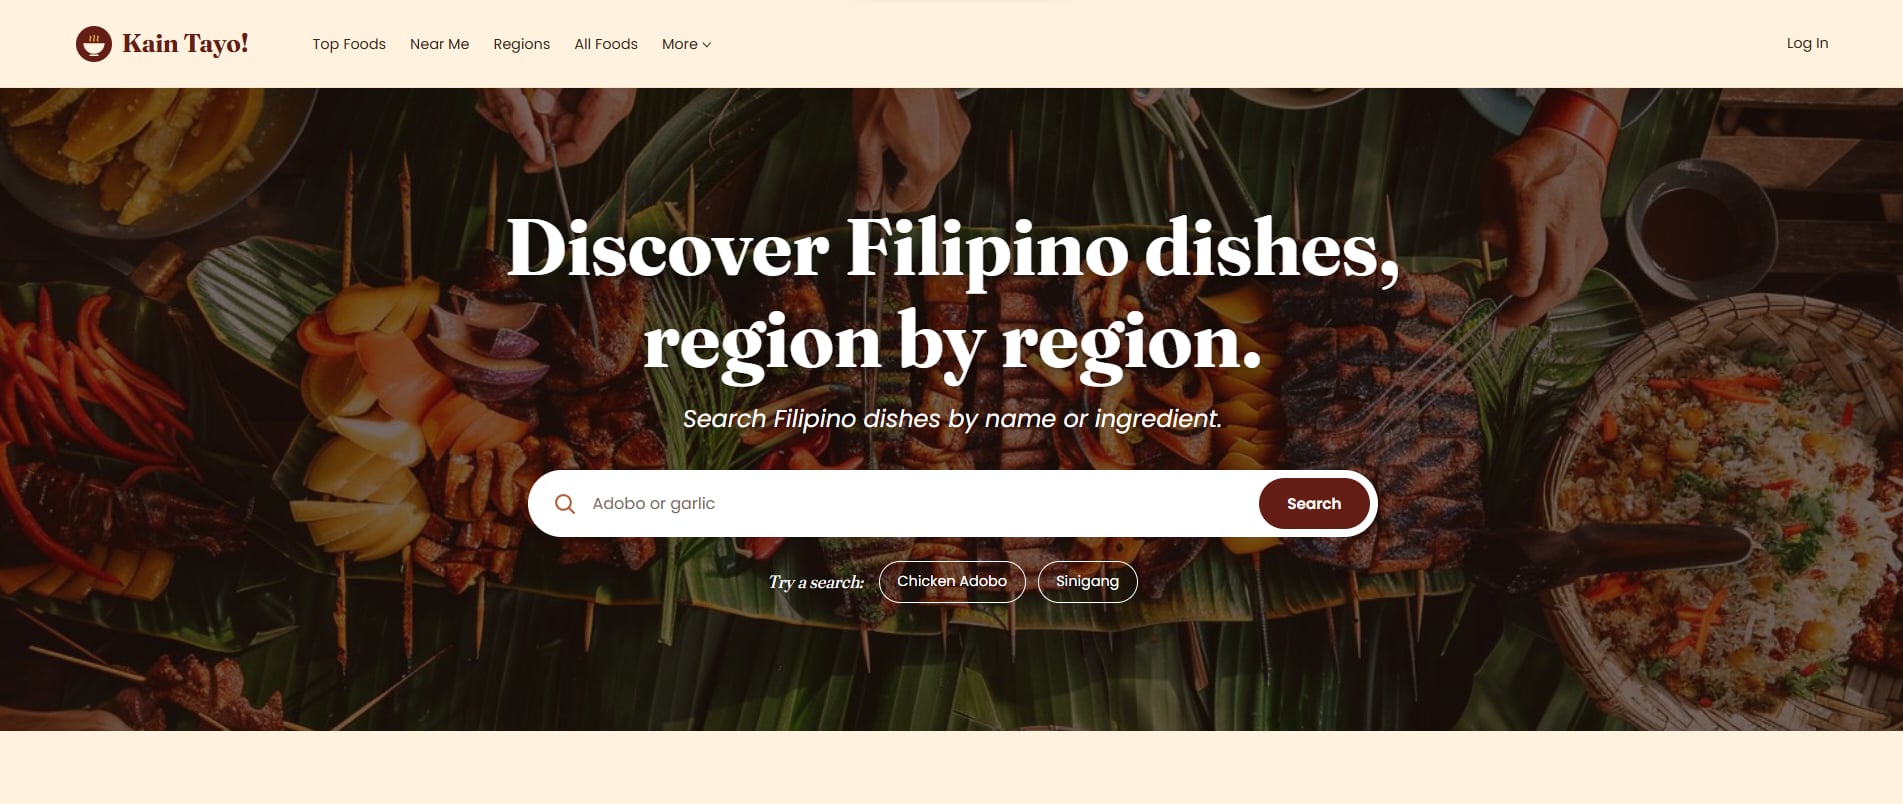 Kain Tayo!
Top Foods
Near Me
Regions
All Foods
More
Log In
Discover Filipino dishes,
region by region.
Search Filipino dishes by name or ingredient.
Adobo or garlic
Search
Try a search:
Chicken Adobo
Sinigang